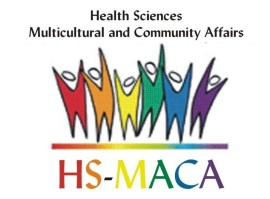 Health Sciences
Multicultural and Community Affairs
HS-MACA